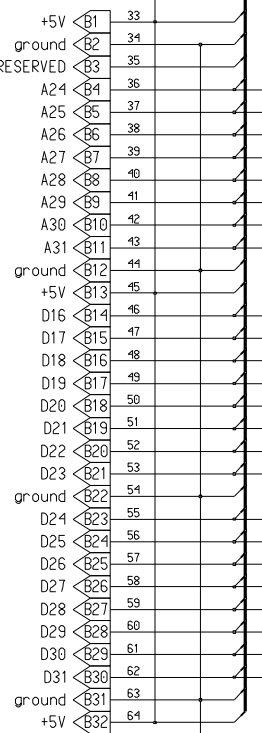 +5V B1 33
ground B2 34
RESERVED B3 35
A24 B4 36
A25 B5 37
A26 B6 38
A27 B7 39
A28 B8 40
A29 B9 41
A30 B10 42
A31 B11 43
ground B12 44
+5V B13 45
D16 B14 46
D17 B15 47
D18 B16 48
D19 B17 49
D20 B18 50
D21 B19 51
D22 B20 52
D23 B21 53
ground B22 54
D24 B23 55
D25 B24 56
D26 B25 57
D27 B26 58
D28 B27 59
D29 B28 60
D30 B29 61
D31 B30 62
ground B31 63
+5V B32 64